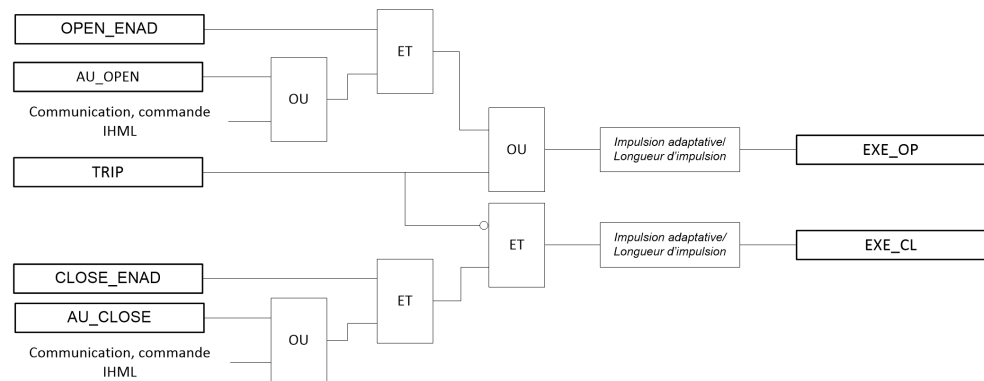 OPEN_ENAD
ET
AU_OPEN
OU
Communication, commande
IHML
OU
Impulsion adaptative/
Longueur d'impulsion
EXE_OP
TRIP
ET
Impulsion adaptative/
Longueur d'impulsion
EXE_CL
CLOSE_ENAD
ET
AU_CLOSE
OU
Communication, commande
IHML